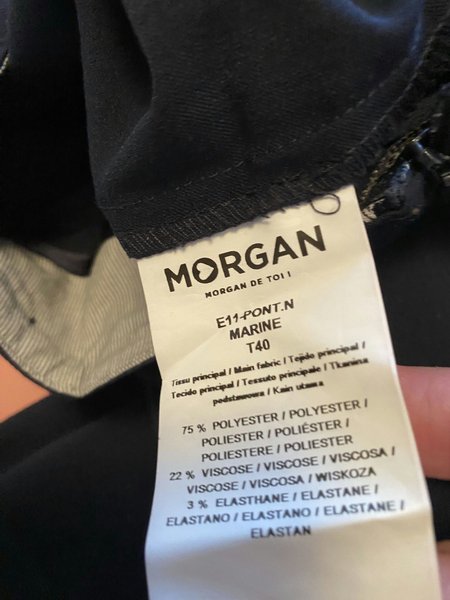 MORGAN
MORGAN DE TOI !
E11-PONT.N
MARINE
T40
Tissu principal / Main fabric / Tejido principal /
Tecido principal / Tessuto principale / Tkanina
podstawowa / Kain utama
75 % POLYESTER / POLYESTER /
POLIESTER / POLIÉSTER /
POLIESTERE / POLIESTER
22 % VISCOSE / VISCOSE / VISCOSA /
VISCOSE / VISCOSA / WISKOZA
3 % ELASTHANE / ELASTANE /
ELASTANO / ELASTANO / ELASTANE /
ELASTAN